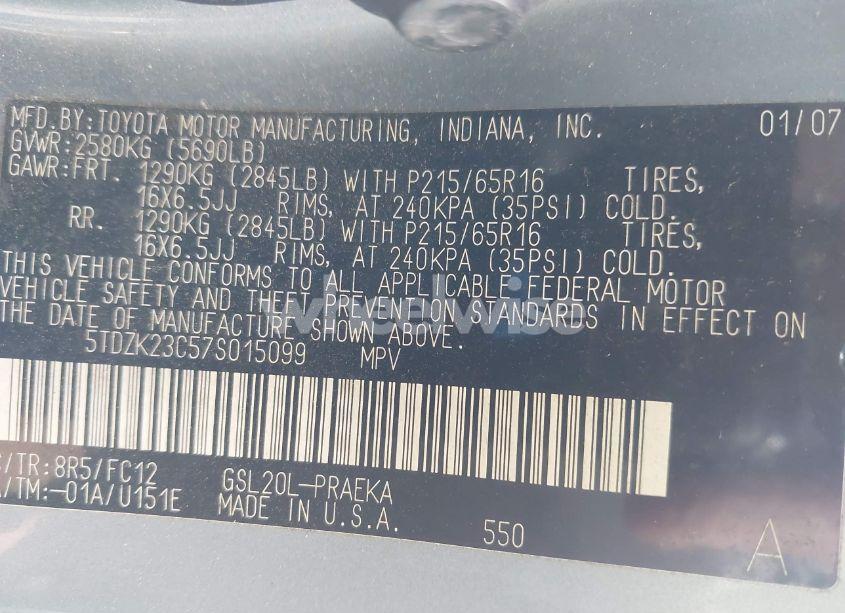 MFD.BY:TOYOTA MOTOR MANUFACTURING, INDIANA, INC. 01/07
GVWR:2580KG (5690LB)
GAWR:FRT. 1290KG (2845LB) WITH P215/65R16 TIRES,
16X6.5JJ RIMS, AT 240KPA (35PSI) COLD.
RR. 1290KG (2845LB) WITH P215/65R16 TIRES,
16X6.5JJ RIMS, AT 240KPA (35PSI) COLD.
THIS VEHICLE CONFORMS TO ALL APPLICABLE FEDERAL MOTOR
VEHICLE SAFETY AND THEFT PREVENTION STANDARDS IN EFFECT ON
THE DATE OF MANUFACTURE SHOWN ABOVE.
5TDZK23C57S015099 MPV
/TR:8R5/FC12 GSL20L-PRAEKA
A/TM:-01A/U151E MADE IN U.S.A. 550 A